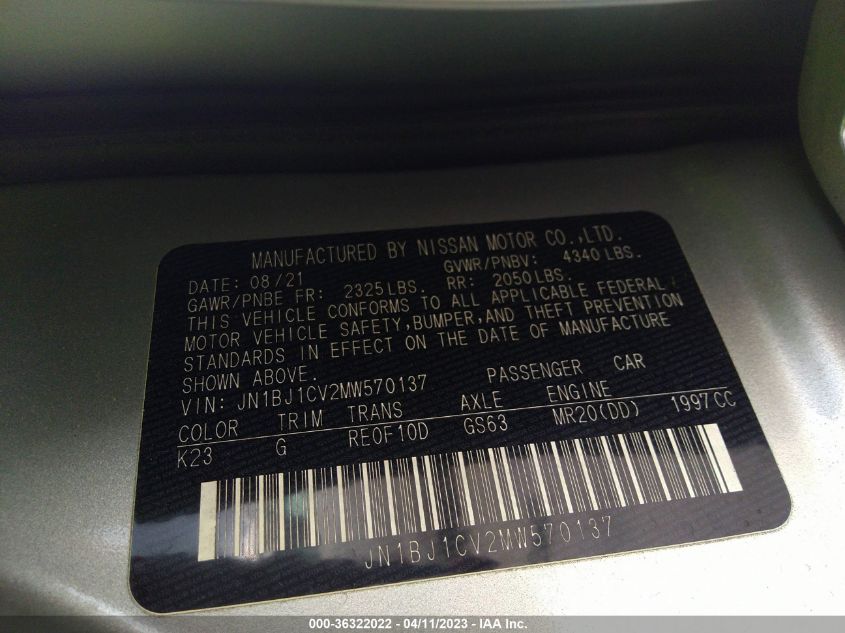 MANUFACTURED BY NISSAN MOTOR CO.,LTD.
DATE: 08/21 GVWR/PNBV: 4340 LBS.
GAWR/PNBE FR: 2325LBS. RR: 2050LBS.
THIS VEHICLE CONFORMS TO ALL APPLICABLE FEDERAL
MOTOR VEHICLE SAFETY,BUMPER,AND THEFT PREVENTION
STANDARDS IN EFFECT ON THE DATE OF MANUFACTURE
SHOWN ABOVE.
VIN: JN1BJ1CV2MW570137 PASSENGER CAR
COLOR TRIM TRANS AXLE ENGINE
K23 G RE0F10D GS63 MR20(DD) 1997CC
JN1BJ1CV2MW570137
000-36322022 - 04/11/2023 - IAA Inc.